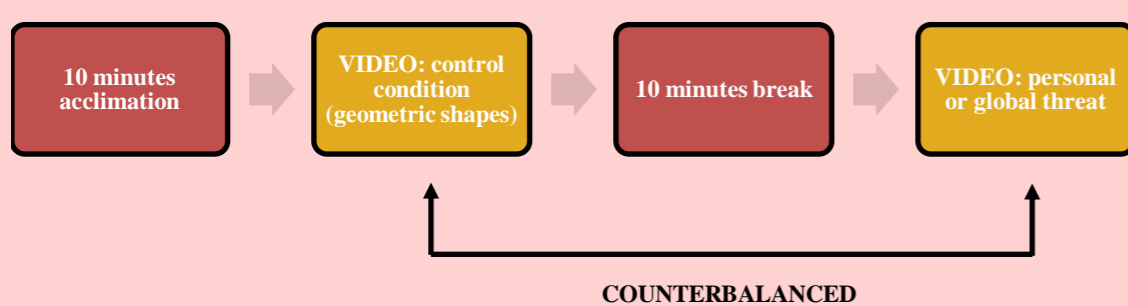 10 minutes
acclimation
VIDEO: control
condition
(geometric shapes)
10 minutes break
VIDEO: personal
or global threat
COUNTERBALANCED